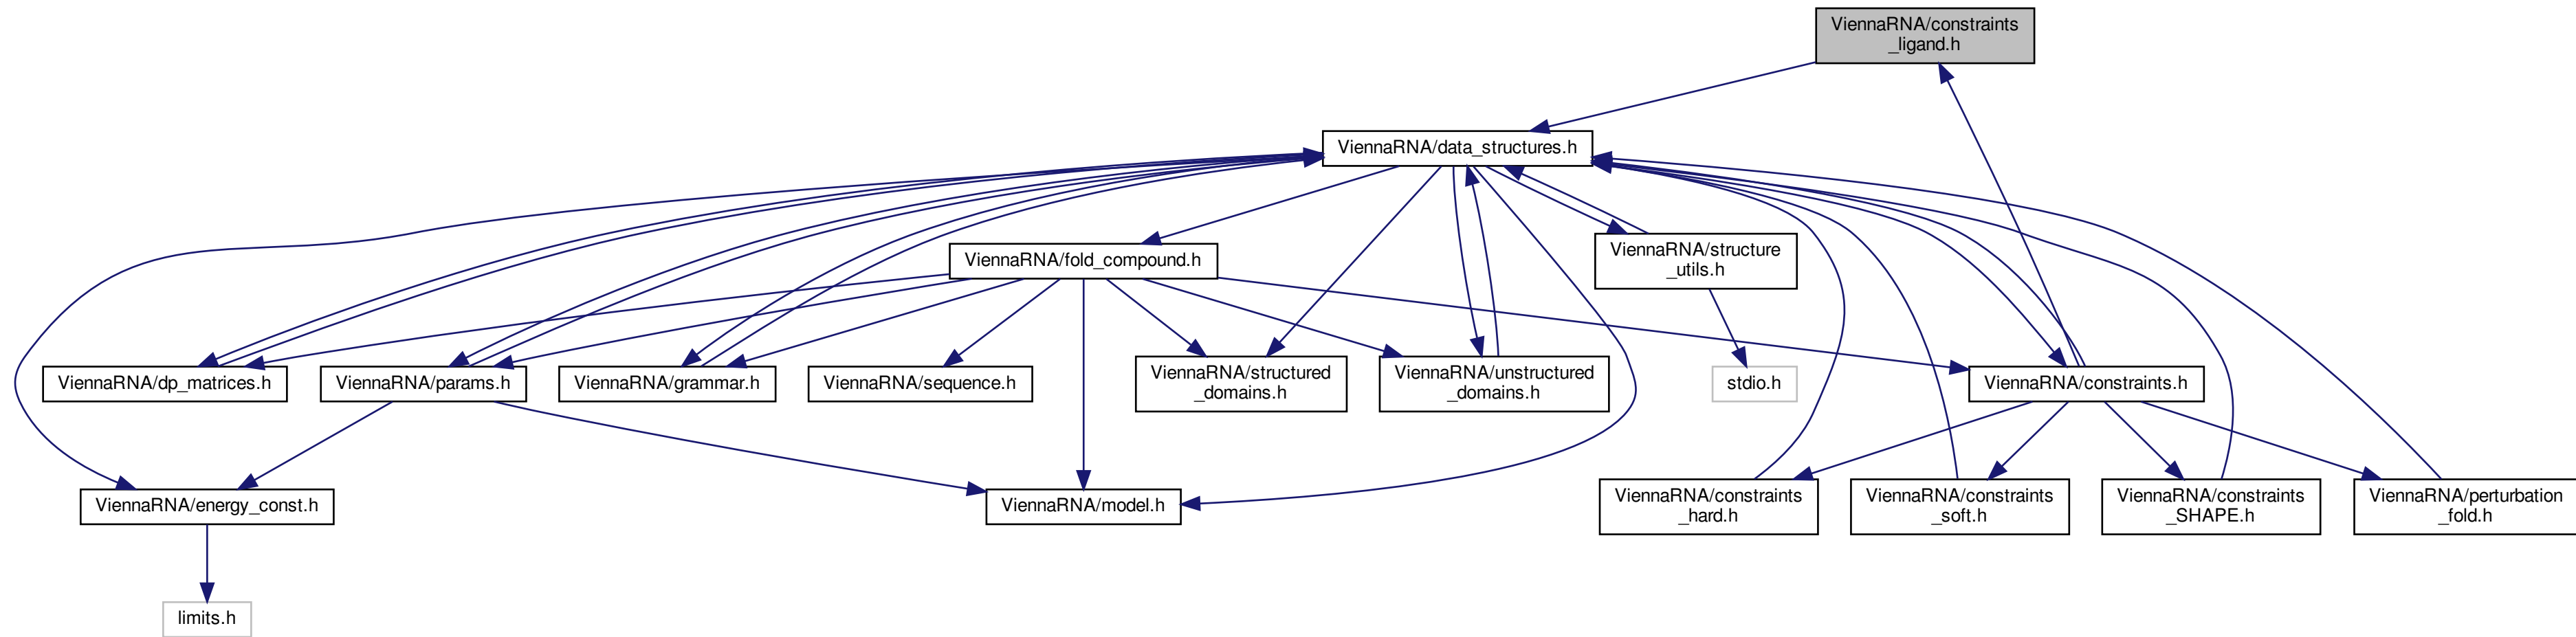 ViennaRNA/constraints
_ligand.h
ViennaRNA/data_structures.h
ViennaRNA/fold_compound.h
ViennaRNA/structure
_utils.h
ViennaRNA/dp_matrices.h
ViennaRNA/params.h
ViennaRNA/grammar.h
ViennaRNA/sequence.h
ViennaRNA/structured
_domains.h
ViennaRNA/unstructured
_domains.h
stdio.h
ViennaRNA/constraints.h
ViennaRNA/energy_const.h
ViennaRNA/model.h
ViennaRNA/constraints
_hard.h
ViennaRNA/constraints
_soft.h
ViennaRNA/constraints
_SHAPE.h
ViennaRNA/perturbation
_fold.h
limits.h